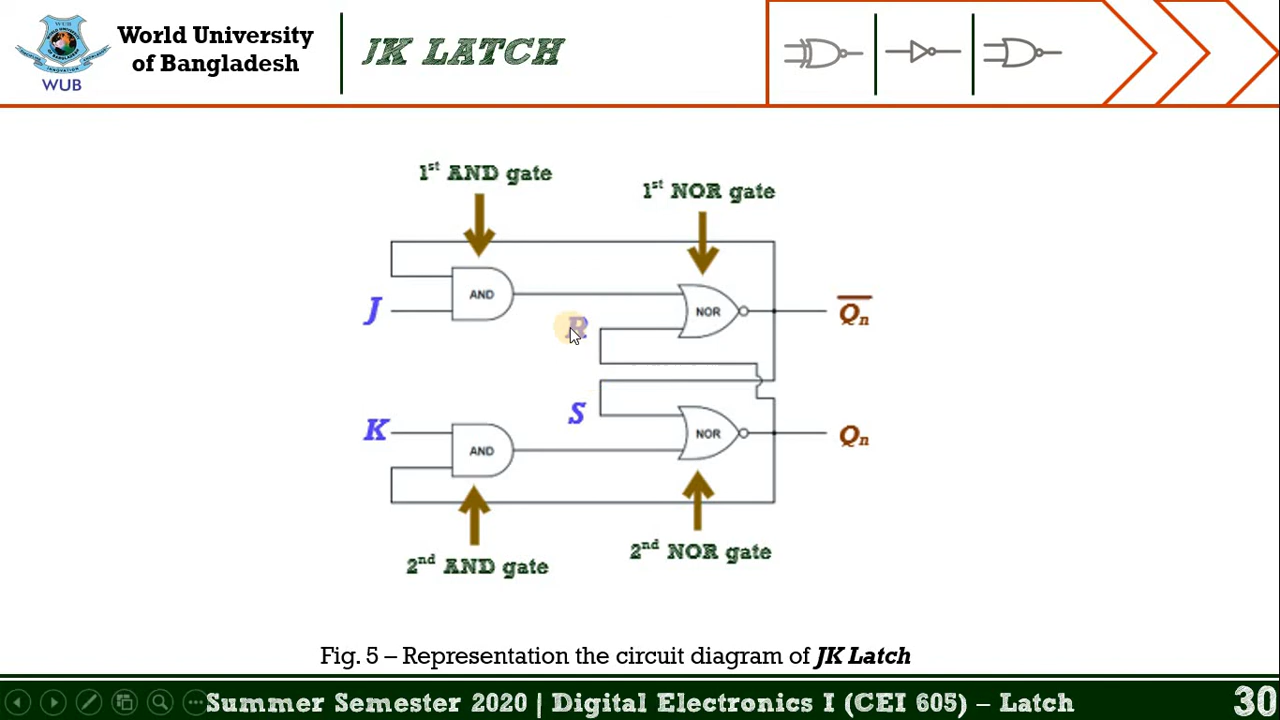 World University
of Bangladesh
WUB
JK LATCH
1st AND gate
1st NOR gate
AND
J
NOR
Qn
R
S
K
AND
NOR
Qn
2nd AND gate
2nd NOR gate
Fig. 5 – Representation the circuit diagram of JK Latch
Summer Semester 2020 | Digital Electronics I (CEI 605) – Latch
30